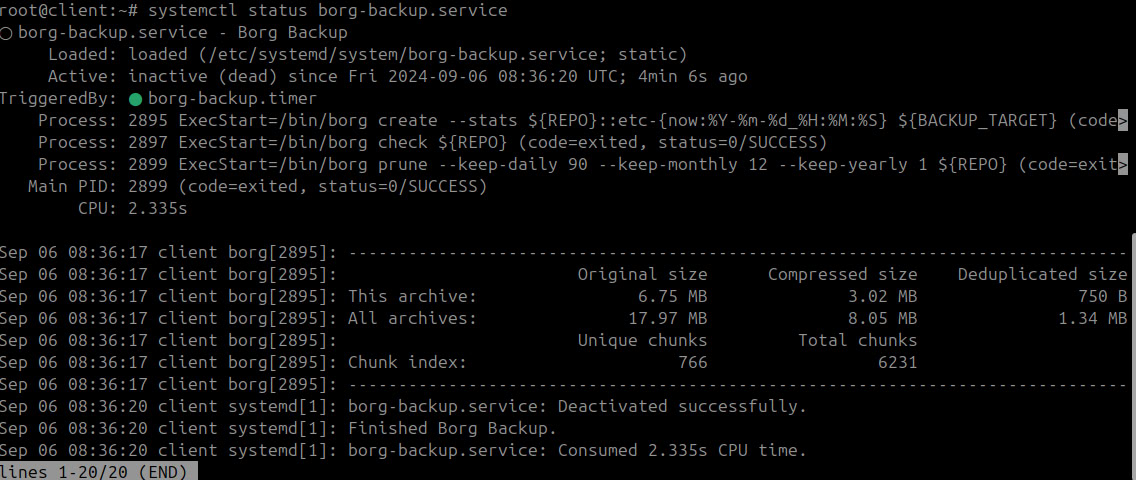 root@client:~# systemctl status borg-backup.service
○ borg-backup.service - Borg Backup
     Loaded: loaded (/etc/systemd/system/borg-backup.service; static)
     Active: inactive (dead) since Fri 2024-09-06 08:36:20 UTC; 4min 6s ago
TriggeredBy: ● borg-backup.timer
    Process: 2895 ExecStart=/bin/borg create --stats ${REPO}::etc-{now:%Y-%m-%d_%H:%M:%S} ${BACKUP_TARGET} (code>
    Process: 2897 ExecStart=/bin/borg check ${REPO} (code=exited, status=0/SUCCESS)
    Process: 2899 ExecStart=/bin/borg prune --keep-daily 90 --keep-monthly 12 --keep-yearly 1 ${REPO} (code=exit>
   Main PID: 2899 (code=exited, status=0/SUCCESS)
        CPU: 2.335s

Sep 06 08:36:17 client borg[2895]: ------------------------------------------------------------------------------
Sep 06 08:36:17 client borg[2895]:                        Original size      Compressed size    Deduplicated size
Sep 06 08:36:17 client borg[2895]: This archive:                6.75 MB              3.02 MB                750 B
Sep 06 08:36:17 client borg[2895]: All archives:               17.97 MB              8.05 MB              1.34 MB
Sep 06 08:36:17 client borg[2895]:                        Unique chunks         Total chunks
Sep 06 08:36:17 client borg[2895]: Chunk index:                     766                 6231
Sep 06 08:36:17 client borg[2895]: ------------------------------------------------------------------------------
Sep 06 08:36:20 client systemd[1]: borg-backup.service: Deactivated successfully.
Sep 06 08:36:20 client systemd[1]: Finished Borg Backup.
Sep 06 08:36:20 client systemd[1]: borg-backup.service: Consumed 2.335s CPU time.
lines 1-20/20 (END)